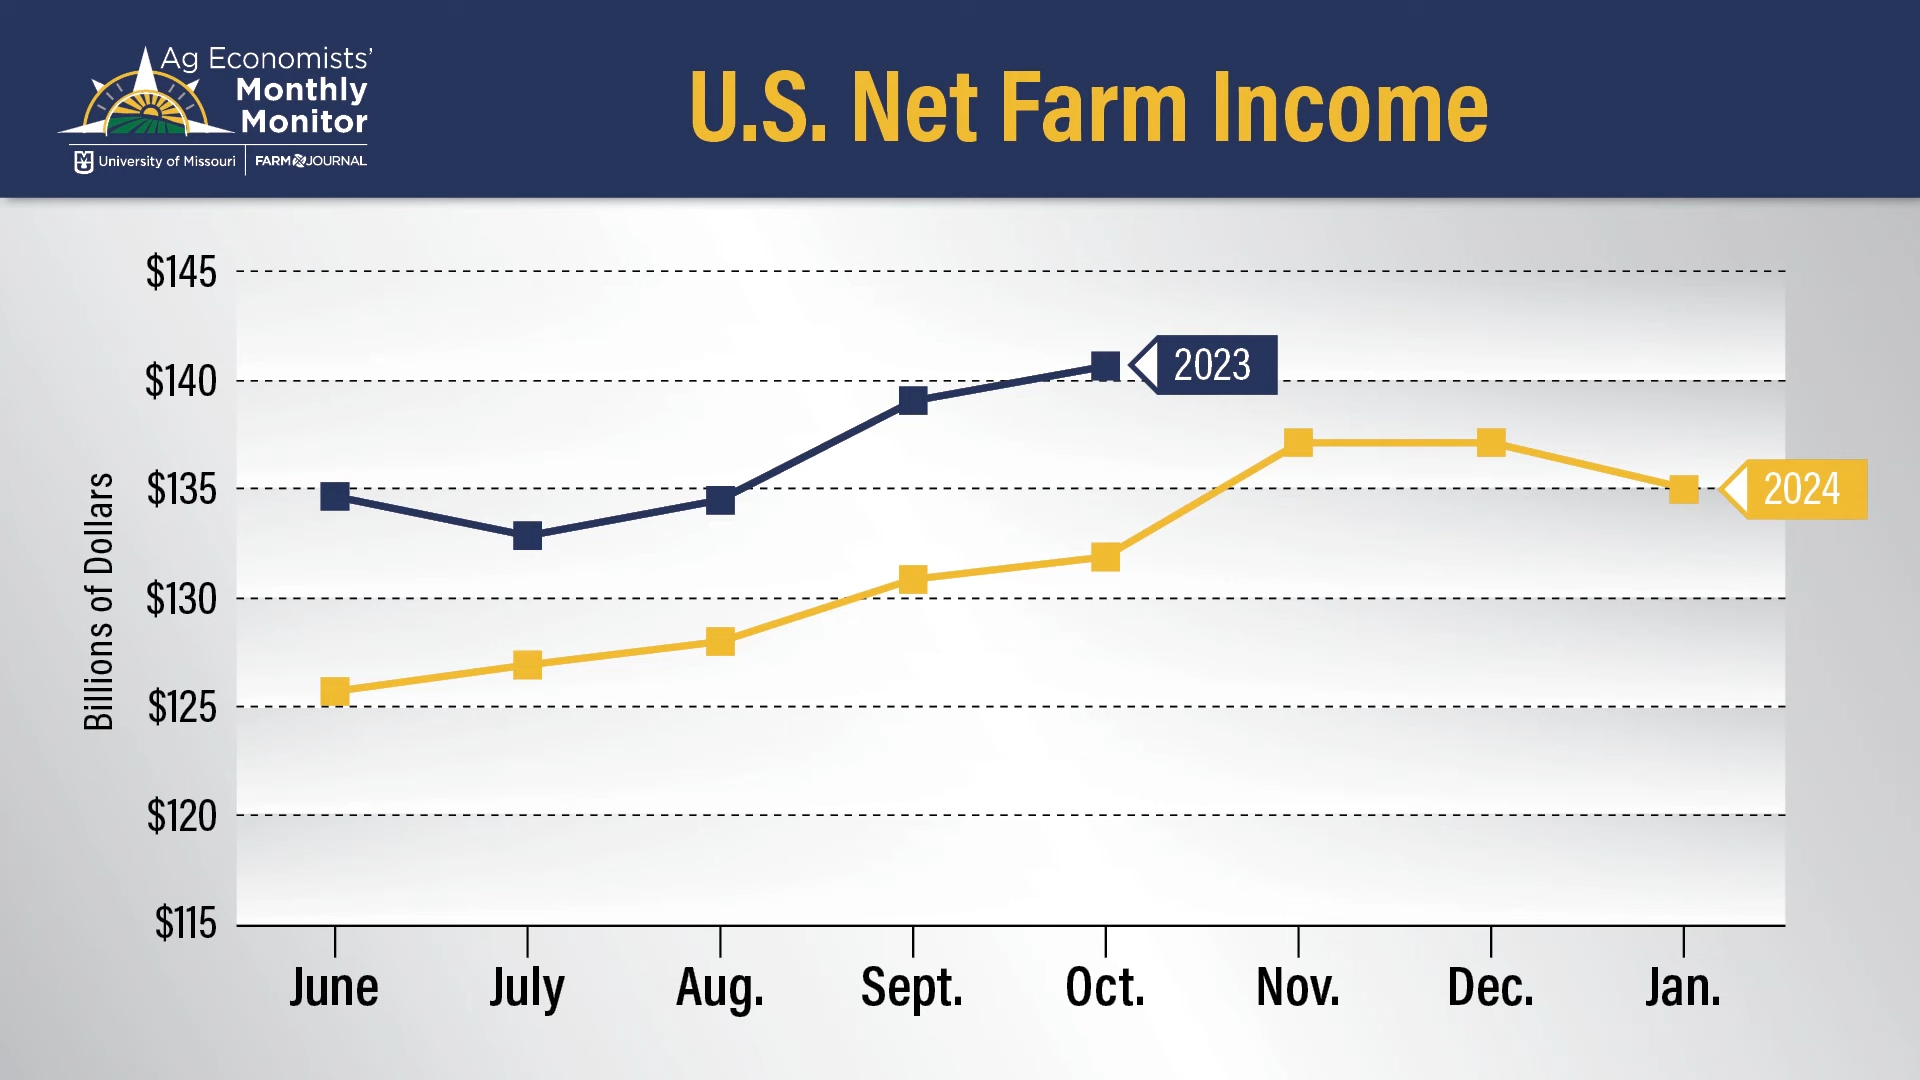 Ag Economists'
Monthly
Monitor
University of Missouri
FARM JOURNAL
U.S. Net Farm Income
Billions of Dollars
$145
$140
$135
$130
$125
$120
$115
2023
2024
June July Aug. Sept. Oct. Nov. Dec. Jan.